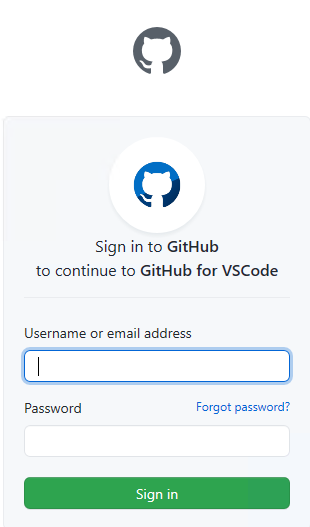 Sign in to GitHub
to continue to GitHub for VSCode
Username or email address
Password Forgot password?
Sign in